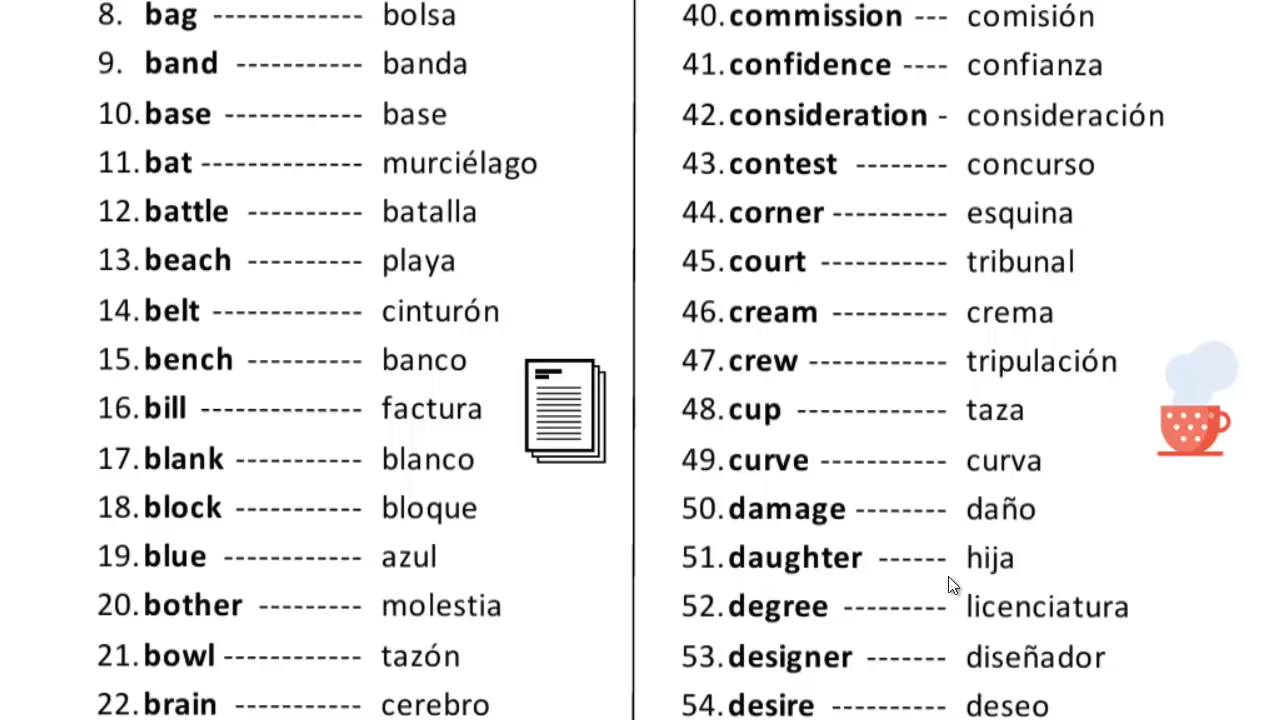 8. bag ------------ bolsa
9. band ----------- banda
10. base ------------ base
11. bat -------------- murciélago
12. battle ---------- batalla
13. beach ---------- playa
14. belt ------------- cinturón
15. bench ---------- banco
16. bill -------------- factura
17. blank ----------- blanco
18. block ----------- bloque
19. blue ------------ azul
20. bother --------- molestia
21. bowl ------------ tazón
22. brain ----------- cerebro
40. commission --- comisión
41. confidence ---- confianza
42. consideration - consideración
43. contest -------- concurso
44. corner ---------- esquina
45. court ----------- tribunal
46. cream ---------- crema
47. crew ------------ tripulación
48. cup ------------- taza
49. curve ----------- curva
50. damage -------- daño
51. daughter ------ hija
52. degree --------- licenciatura
53. designer ------- diseñador
54. desire ---------- deseo